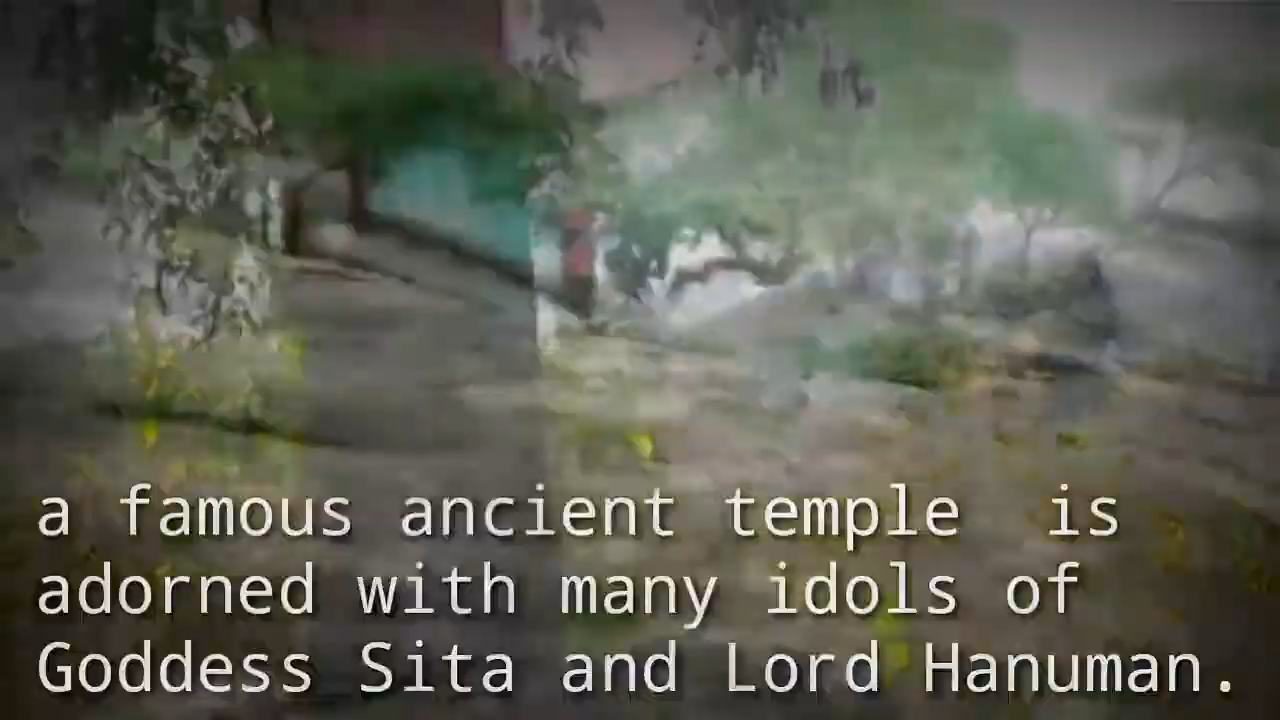 a famous ancient temple  is
adorned with many idols of
Goddess Sita and Lord Hanuman.